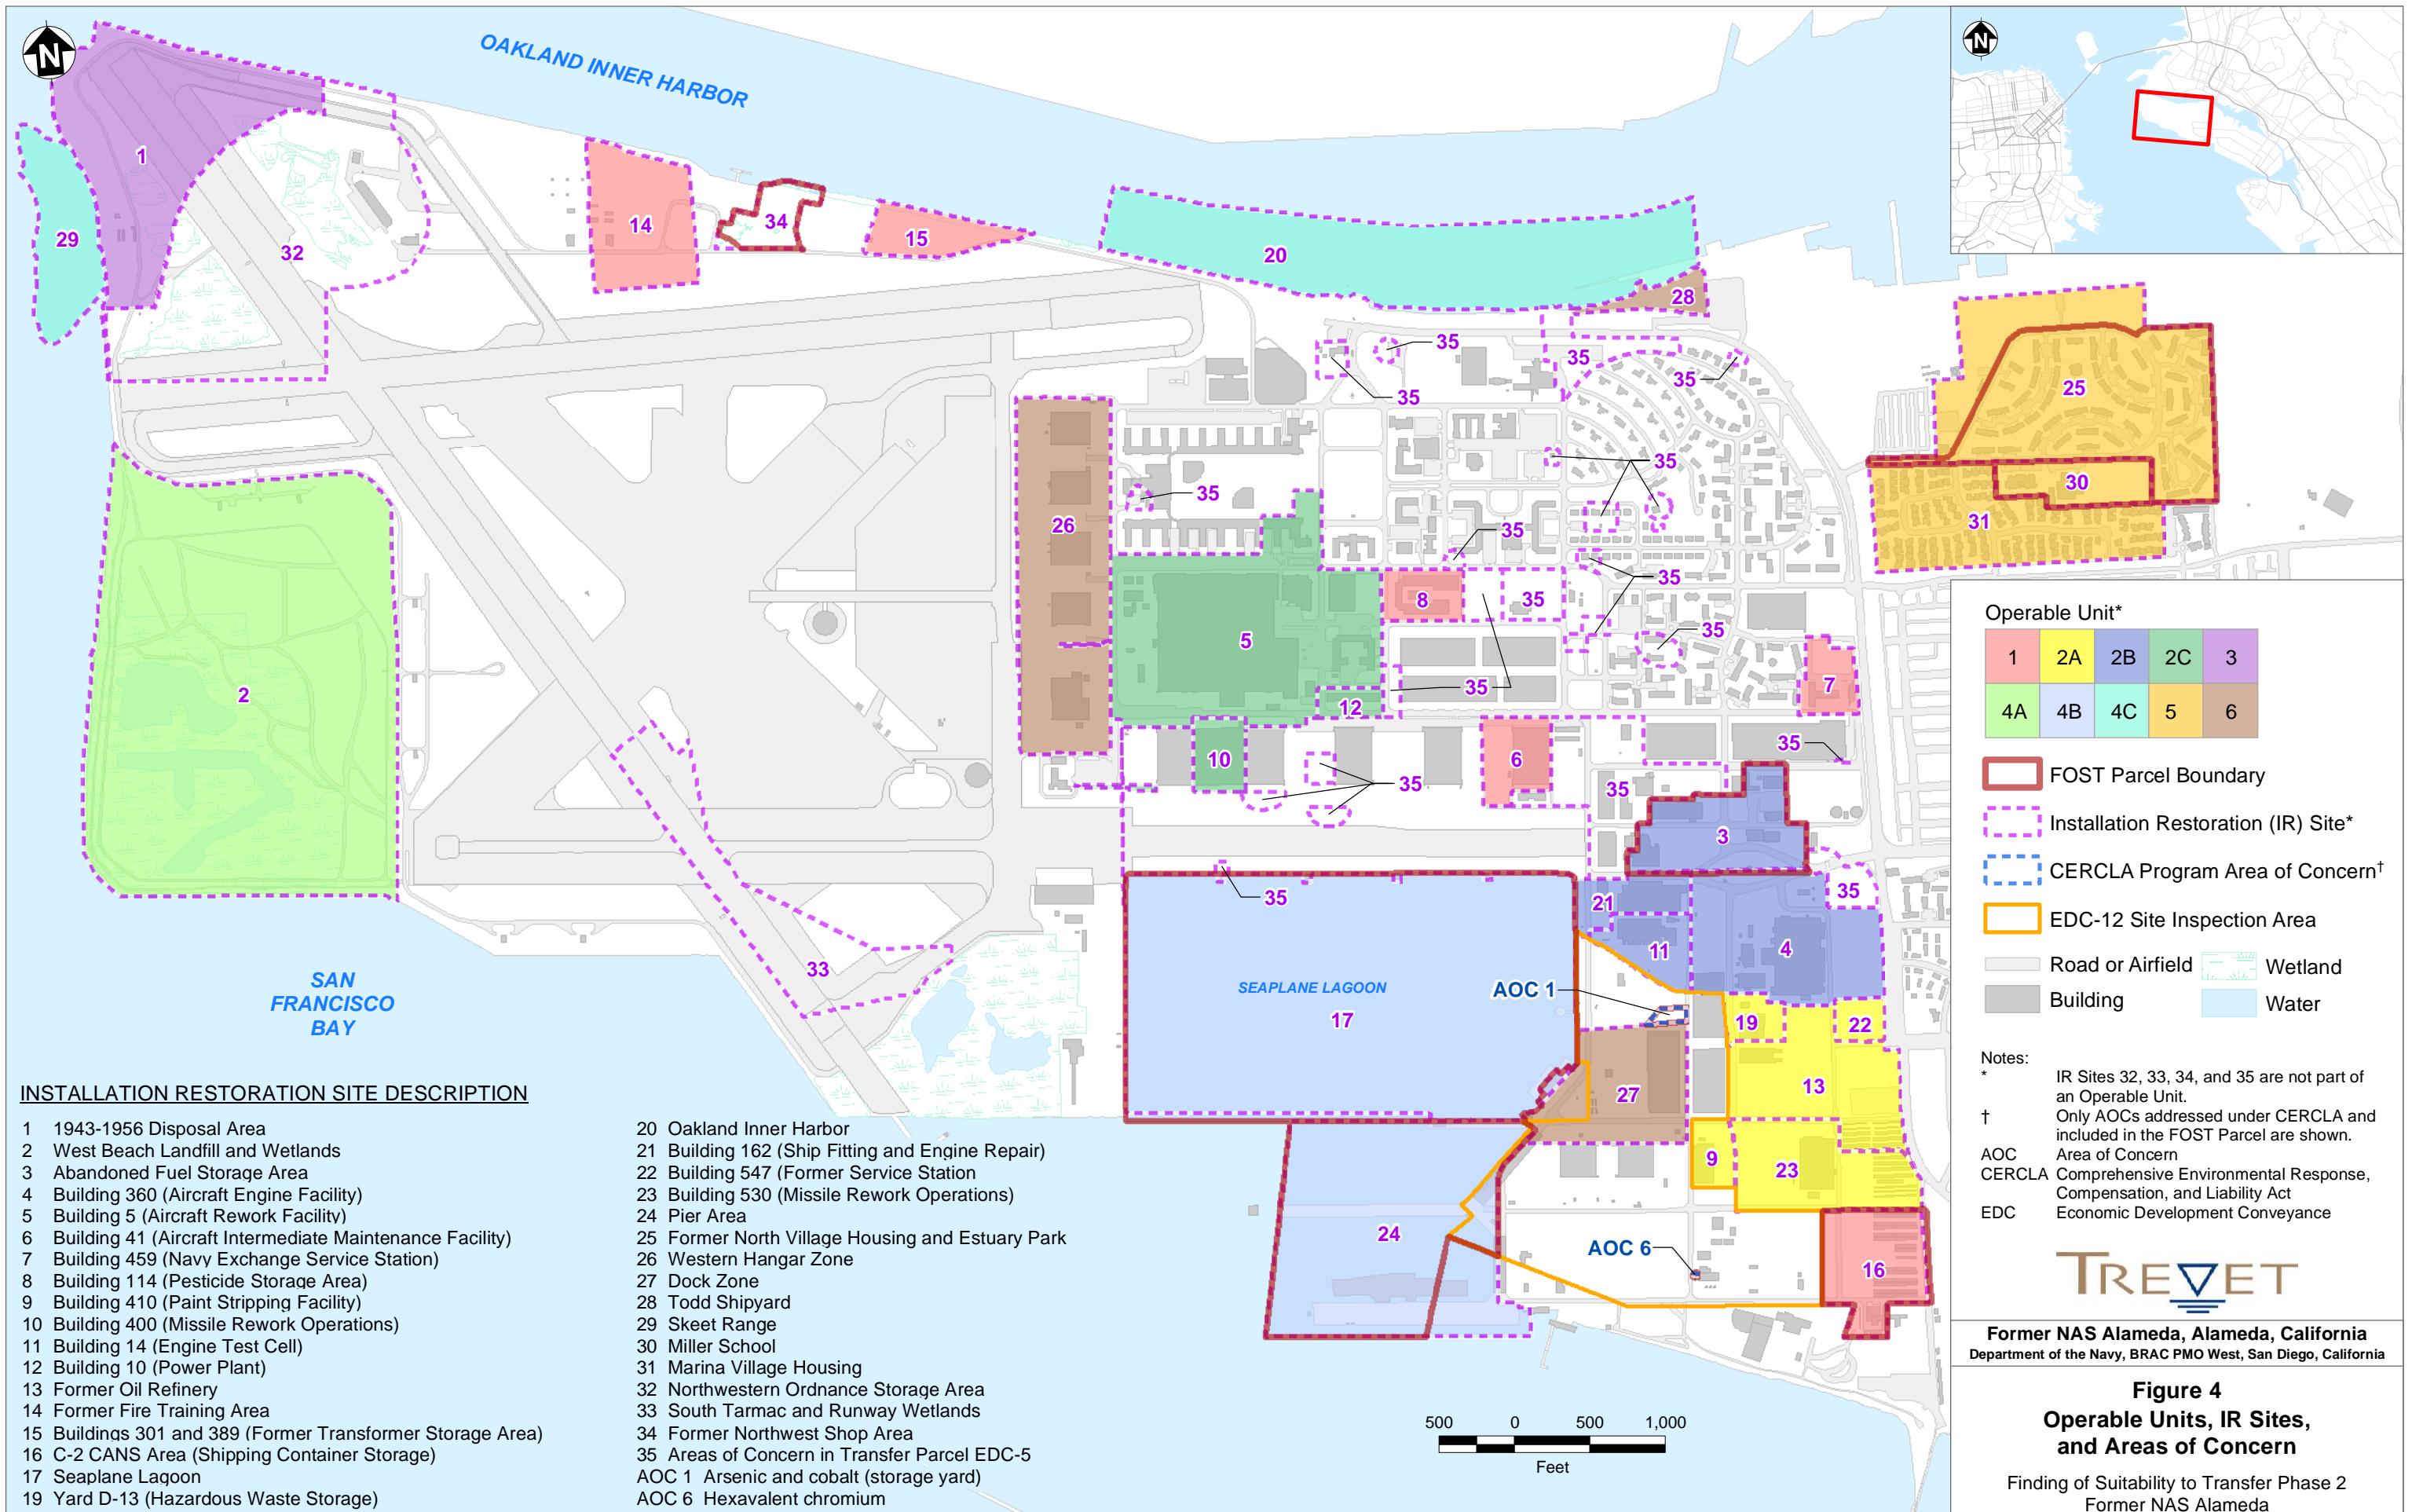 N
OAKLAND INNER HARBOR
N
1
29
32
14
34
15
20
28
35
35
35
35
25
30
31
35
26
35
35
35
8
35
35
5
7
2
35
12
10
6
35
35
35
3
33
35
21
35
11
4
SAN
FRANCISCO
BAY
SEAPLANE LAGOON
17
AOC 1
19
22
13
27
9
23
24
AOC 6
16
INSTALLATION RESTORATION SITE DESCRIPTION
1 1943-1956 Disposal Area
2 West Beach Landfill and Wetlands
3 Abandoned Fuel Storage Area
4 Building 360 (Aircraft Engine Facility)
5 Building 5 (Aircraft Rework Facility)
6 Building 41 (Aircraft Intermediate Maintenance Facility)
7 Building 459 (Navy Exchange Service Station)
8 Building 114 (Pesticide Storage Area)
9 Building 410 (Paint Stripping Facility)
10 Building 400 (Missile Rework Operations)
11 Building 14 (Engine Test Cell)
12 Building 10 (Power Plant)
13 Former Oil Refinery
14 Former Fire Training Area
15 Buildings 301 and 389 (Former Transformer Storage Area)
16 C-2 CANS Area (Shipping Container Storage)
17 Seaplane Lagoon
19 Yard D-13 (Hazardous Waste Storage)
20 Oakland Inner Harbor
21 Building 162 (Ship Fitting and Engine Repair)
22 Building 547 (Former Service Station
23 Building 530 (Missile Rework Operations)
24 Pier Area
25 Former North Village Housing and Estuary Park
26 Western Hangar Zone
27 Dock Zone
28 Todd Shipyard
29 Skeet Range
30 Miller School
31 Marina Village Housing
32 Northwestern Ordnance Storage Area
33 South Tarmac and Runway Wetlands
34 Former Northwest Shop Area
35 Areas of Concern in Transfer Parcel EDC-5
AOC 1 Arsenic and cobalt (storage yard)
AOC 6 Hexavalent chromium
500 0 500 1,000
Feet
Operable Unit*
1 2A 2B 2C 3
4A 4B 4C 5 6
FOST Parcel Boundary
Installation Restoration (IR) Site*
CERCLA Program Area of Concern†
EDC-12 Site Inspection Area
Road or Airfield Wetland
Building Water
Notes:
* IR Sites 32, 33, 34, and 35 are not part of
an Operable Unit.
† Only AOCs addressed under CERCLA and
included in the FOST Parcel are shown.
AOC Area of Concern
CERCLA Comprehensive Environmental Response,
Compensation, and Liability Act
EDC Economic Development Conveyance
TREVET
Former NAS Alameda, Alameda, California
Department of the Navy, BRAC PMO West, San Diego, California
Figure 4
Operable Units, IR Sites,
and Areas of Concern
Finding of Suitability to Transfer Phase 2
Former NAS Alameda